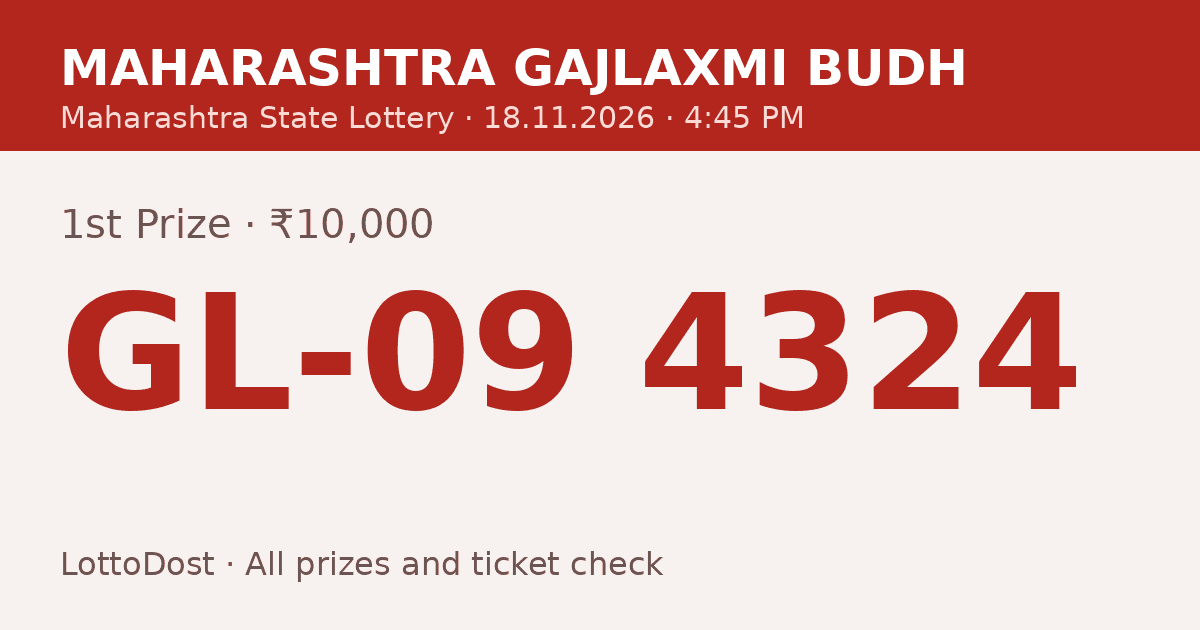 MAHARASHTRA GAJLAXMI BUDH
Maharashtra State Lottery · 18.11.2026 · 4:45 PM
1st Prize · ₹10,000
GL-09 4324
LottoDost · All prizes and ticket check